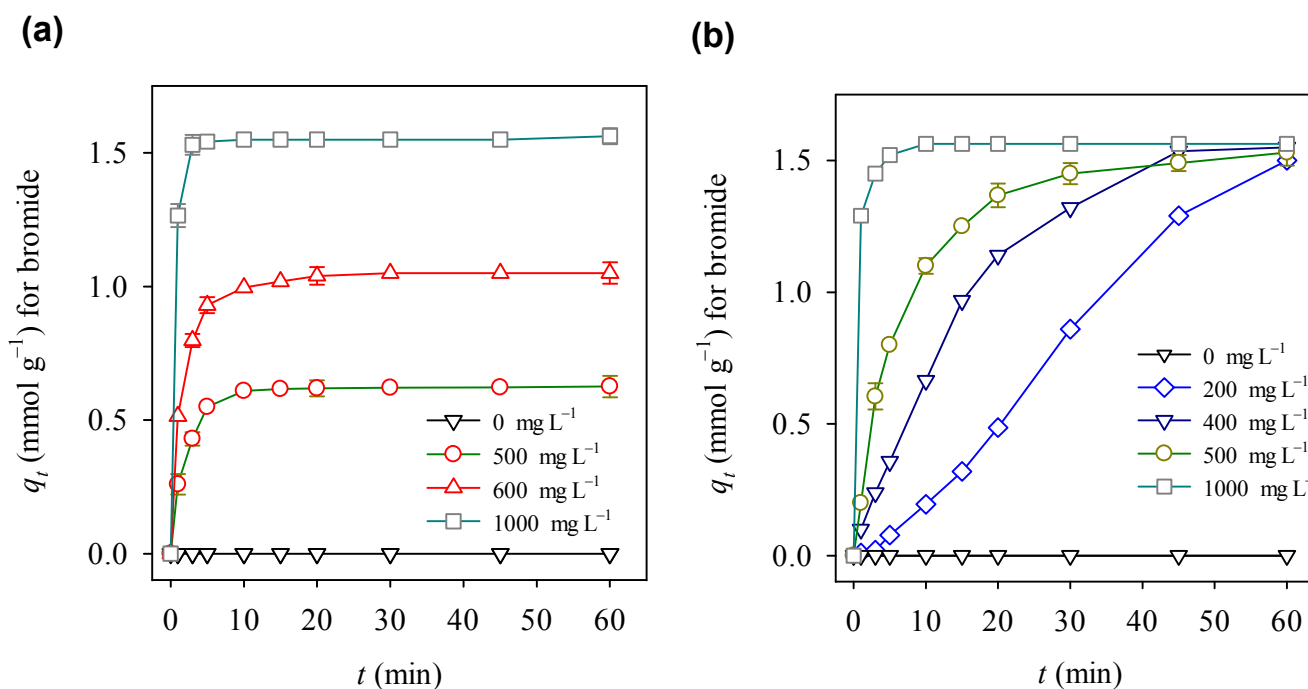 (a)
q_t (mmol g⁻¹) for bromide
1.5
1.0
0.5
0.0
0 mg L⁻¹
500 mg L⁻¹
600 mg L⁻¹
1000 mg L⁻¹
0 10 20 30 40 50 60
t (min)
(b)
q_t (mmol g⁻¹) for bromide
1.5
1.0
0.5
0.0
0 mg L⁻¹
200 mg L⁻¹
400 mg L⁻¹
500 mg L⁻¹
1000 mg L⁻
0 10 20 30 40 50 60
t (min)